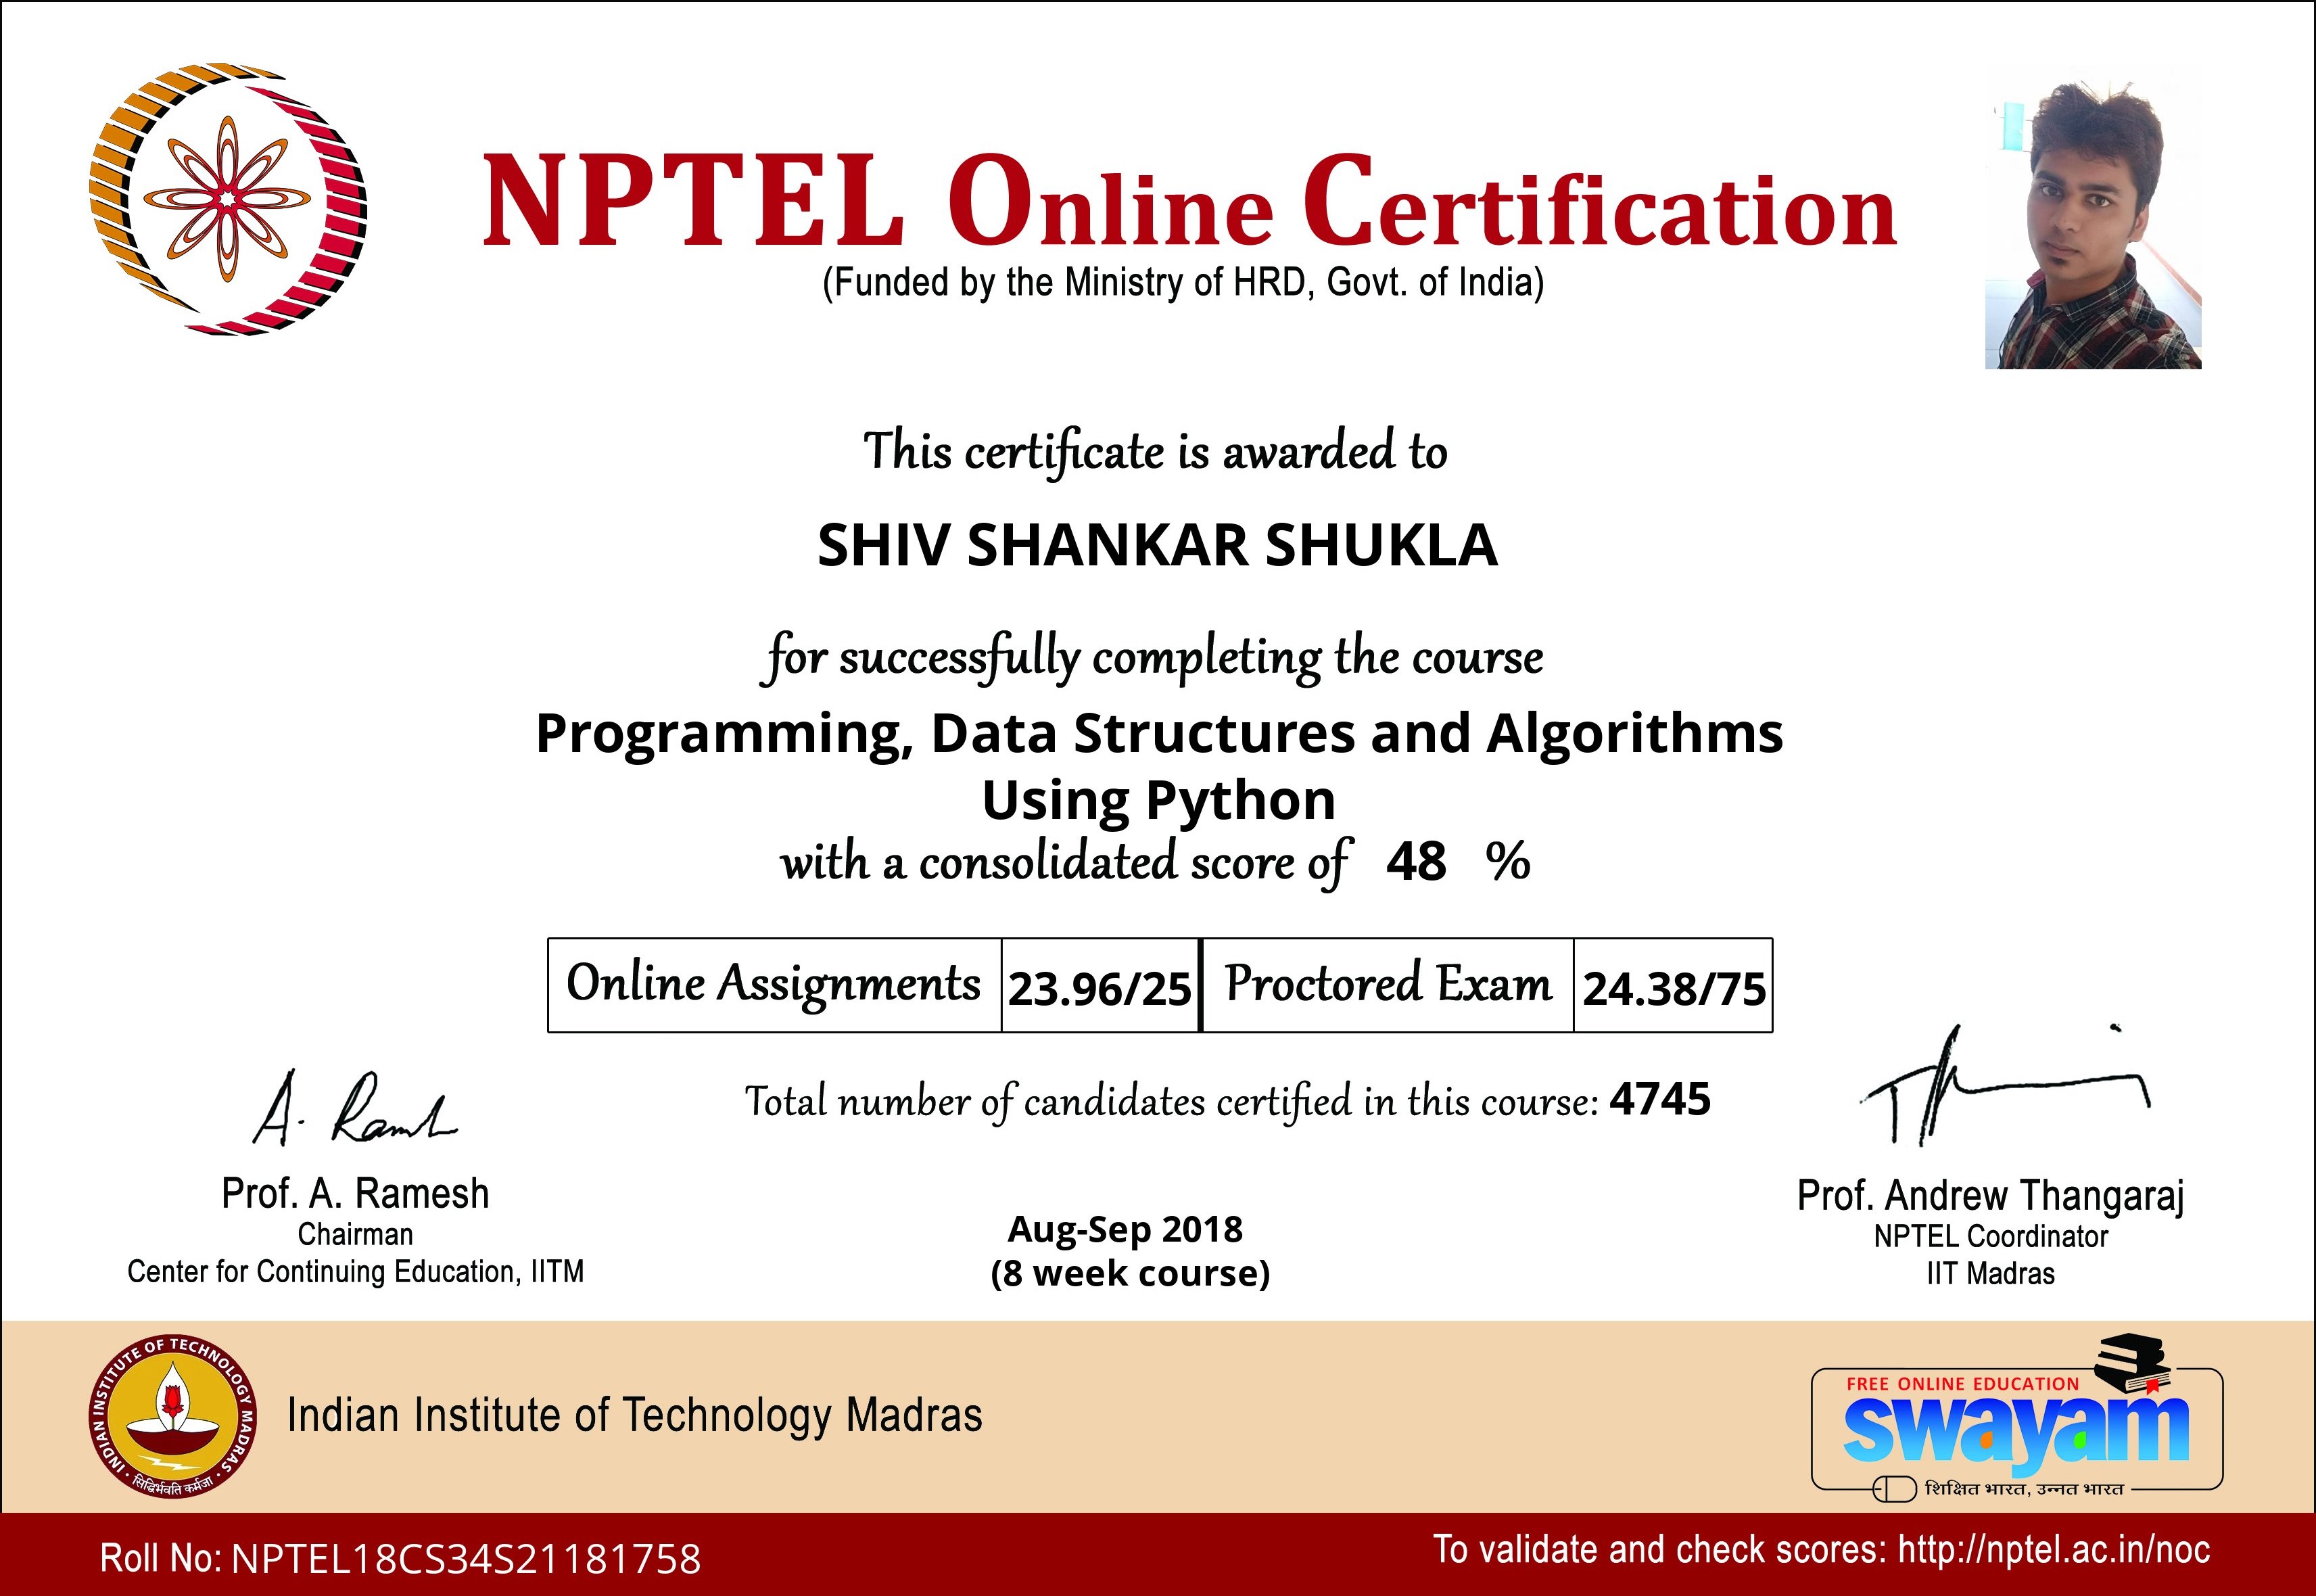 NPTEL Online Certification
(Funded by the Ministry of HRD, Govt. of India)
This certificate is awarded to
SHIV SHANKAR SHUKLA
for successfully completing the course
Programming, Data Structures and Algorithms
Using Python
with a consolidated score of 48 %
Online Assignments 23.96/25 Proctored Exam 24.38/75
Total number of candidates certified in this course: 4745
A. Ramesh
Prof. A. Ramesh
Chairman
Center for Continuing Education, IITM
Aug-Sep 2018
(8 week course)
Prof. Andrew Thangaraj
NPTEL Coordinator
IIT Madras
INDIAN INSTITUTE OF TECHNOLOGY MADRAS
सिद्धिर्भवति कर्मजा
Indian Institute of Technology Madras
FREE ONLINE EDUCATION
swayam
शिक्षित भारत, उन्नत भारत
Roll No: NPTEL18CS34S21181758
To validate and check scores: http://nptel.ac.in/noc